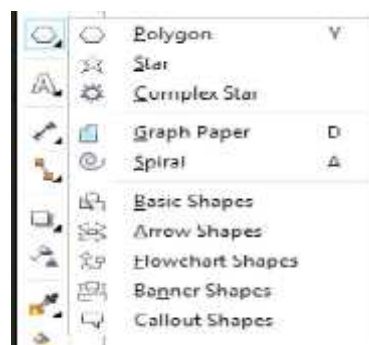 Polygon Y
Star
Complex Star
Graph Paper D
Spiral A
Basic Shapes
Arrow Shapes
Flowchart Shapes
Banner Shapes
Callout Shapes